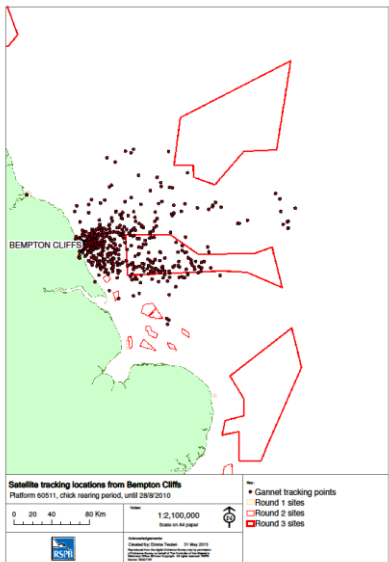 BEMPTON CLIFFS
Satellite tracking locations from Bempton Cliffs
Platform 60511, chick rearing period, until 28/8/2010
0 20 40 80 Km
Scale:
1:2,100,000
Scale on A4 paper
RSPB
Acknowledgements
Created by: Emma Teuten 31 May 2013
Key:
Gannet tracking points
Round 1 sites
Round 2 sites
Round 3 sites